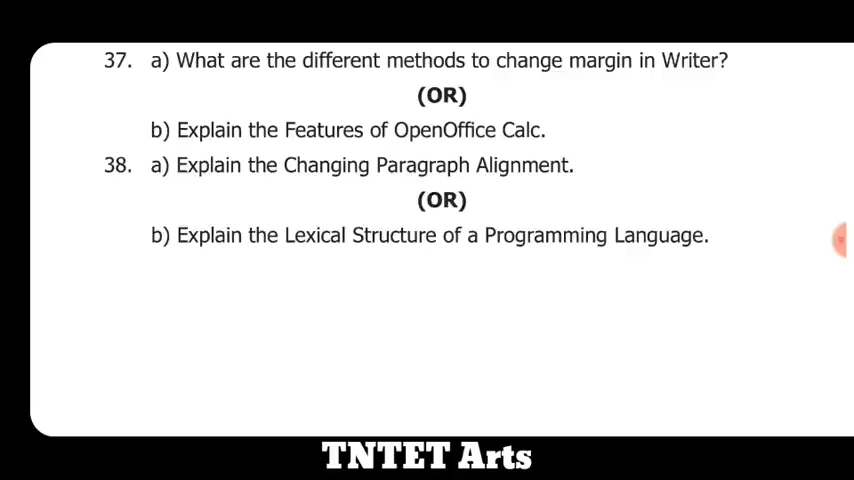 37. a) What are the different methods to change margin in Writer?
(OR)
b) Explain the Features of OpenOffice Calc.
38. a) Explain the Changing Paragraph Alignment.
(OR)
b) Explain the Lexical Structure of a Programming Language.
TNTET Arts